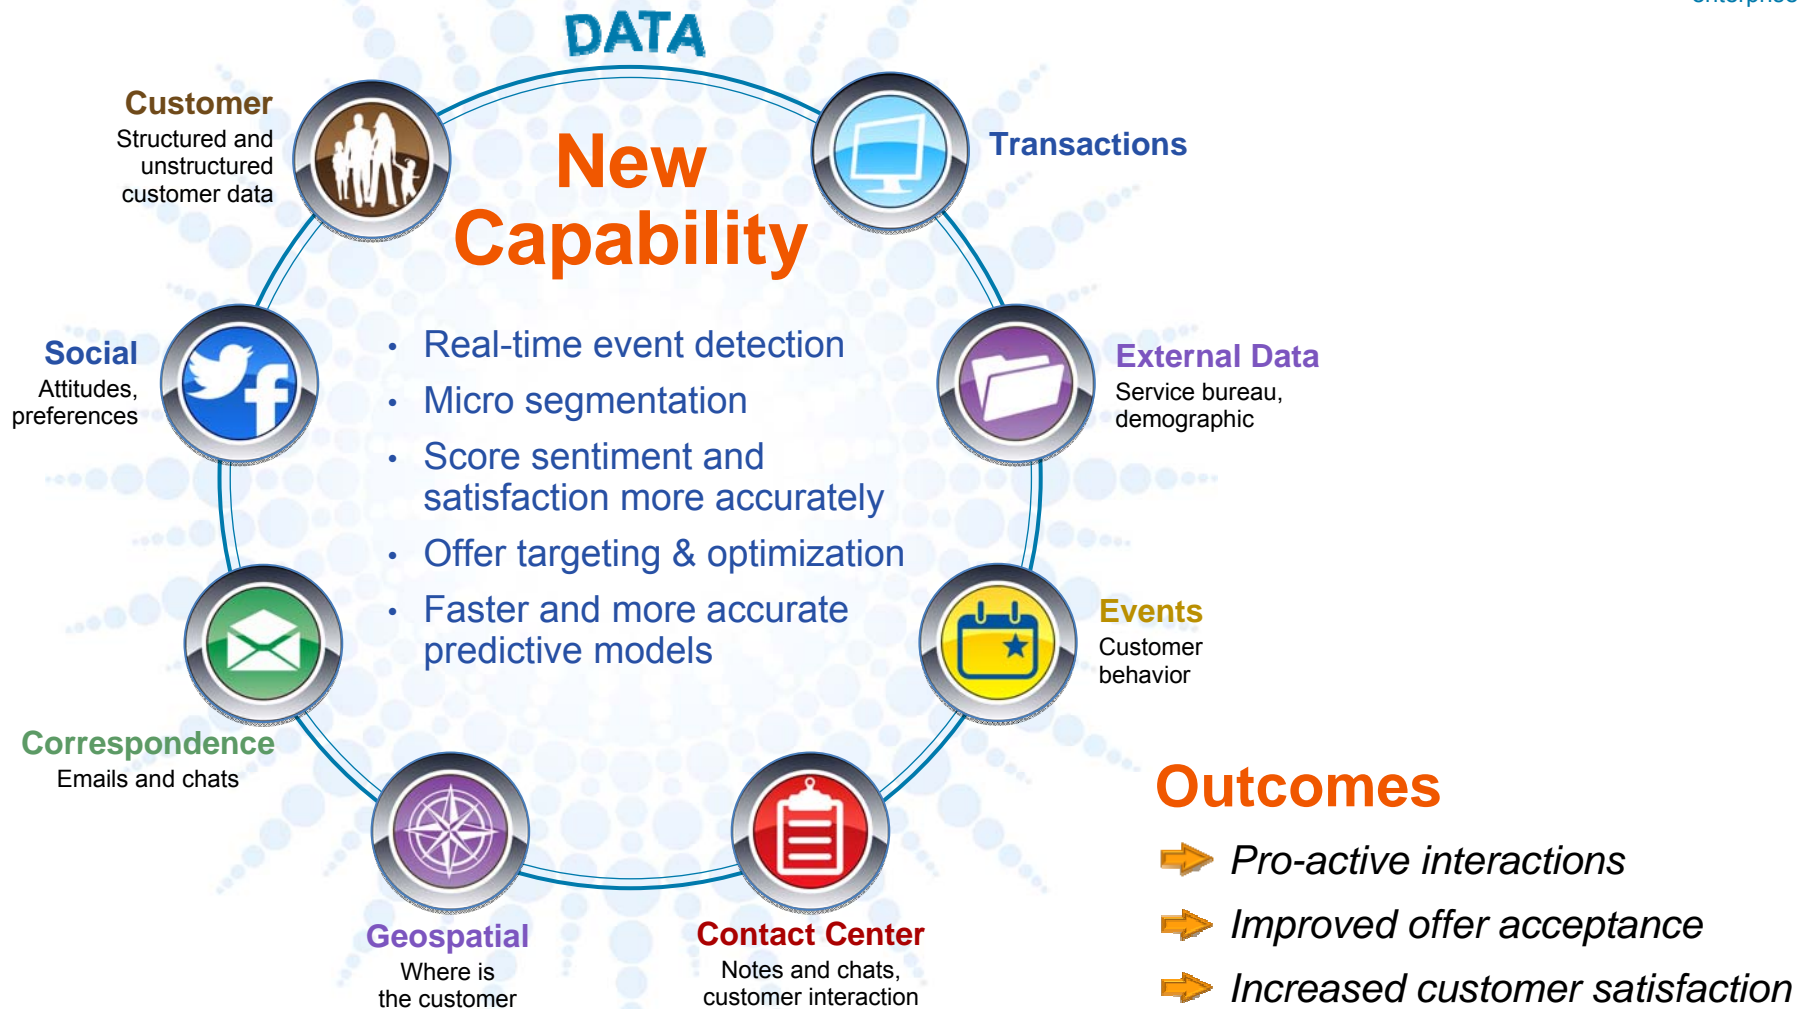 DATA
Customer
Structured and
unstructured
customer data
New
Capability
Transactions
Social
Attitudes,
preferences
• Real-time event detection
• Micro segmentation
• Score sentiment and
satisfaction more accurately
• Offer targeting & optimization
• Faster and more accurate
predictive models
External Data
Service bureau,
demographic
Events
Customer
behavior
Correspondence
Emails and chats
Geospatial
Where is
the customer
Contact Center
Notes and chats,
customer interaction
Outcomes
Pro-active interactions
Improved offer acceptance
Increased customer satisfaction